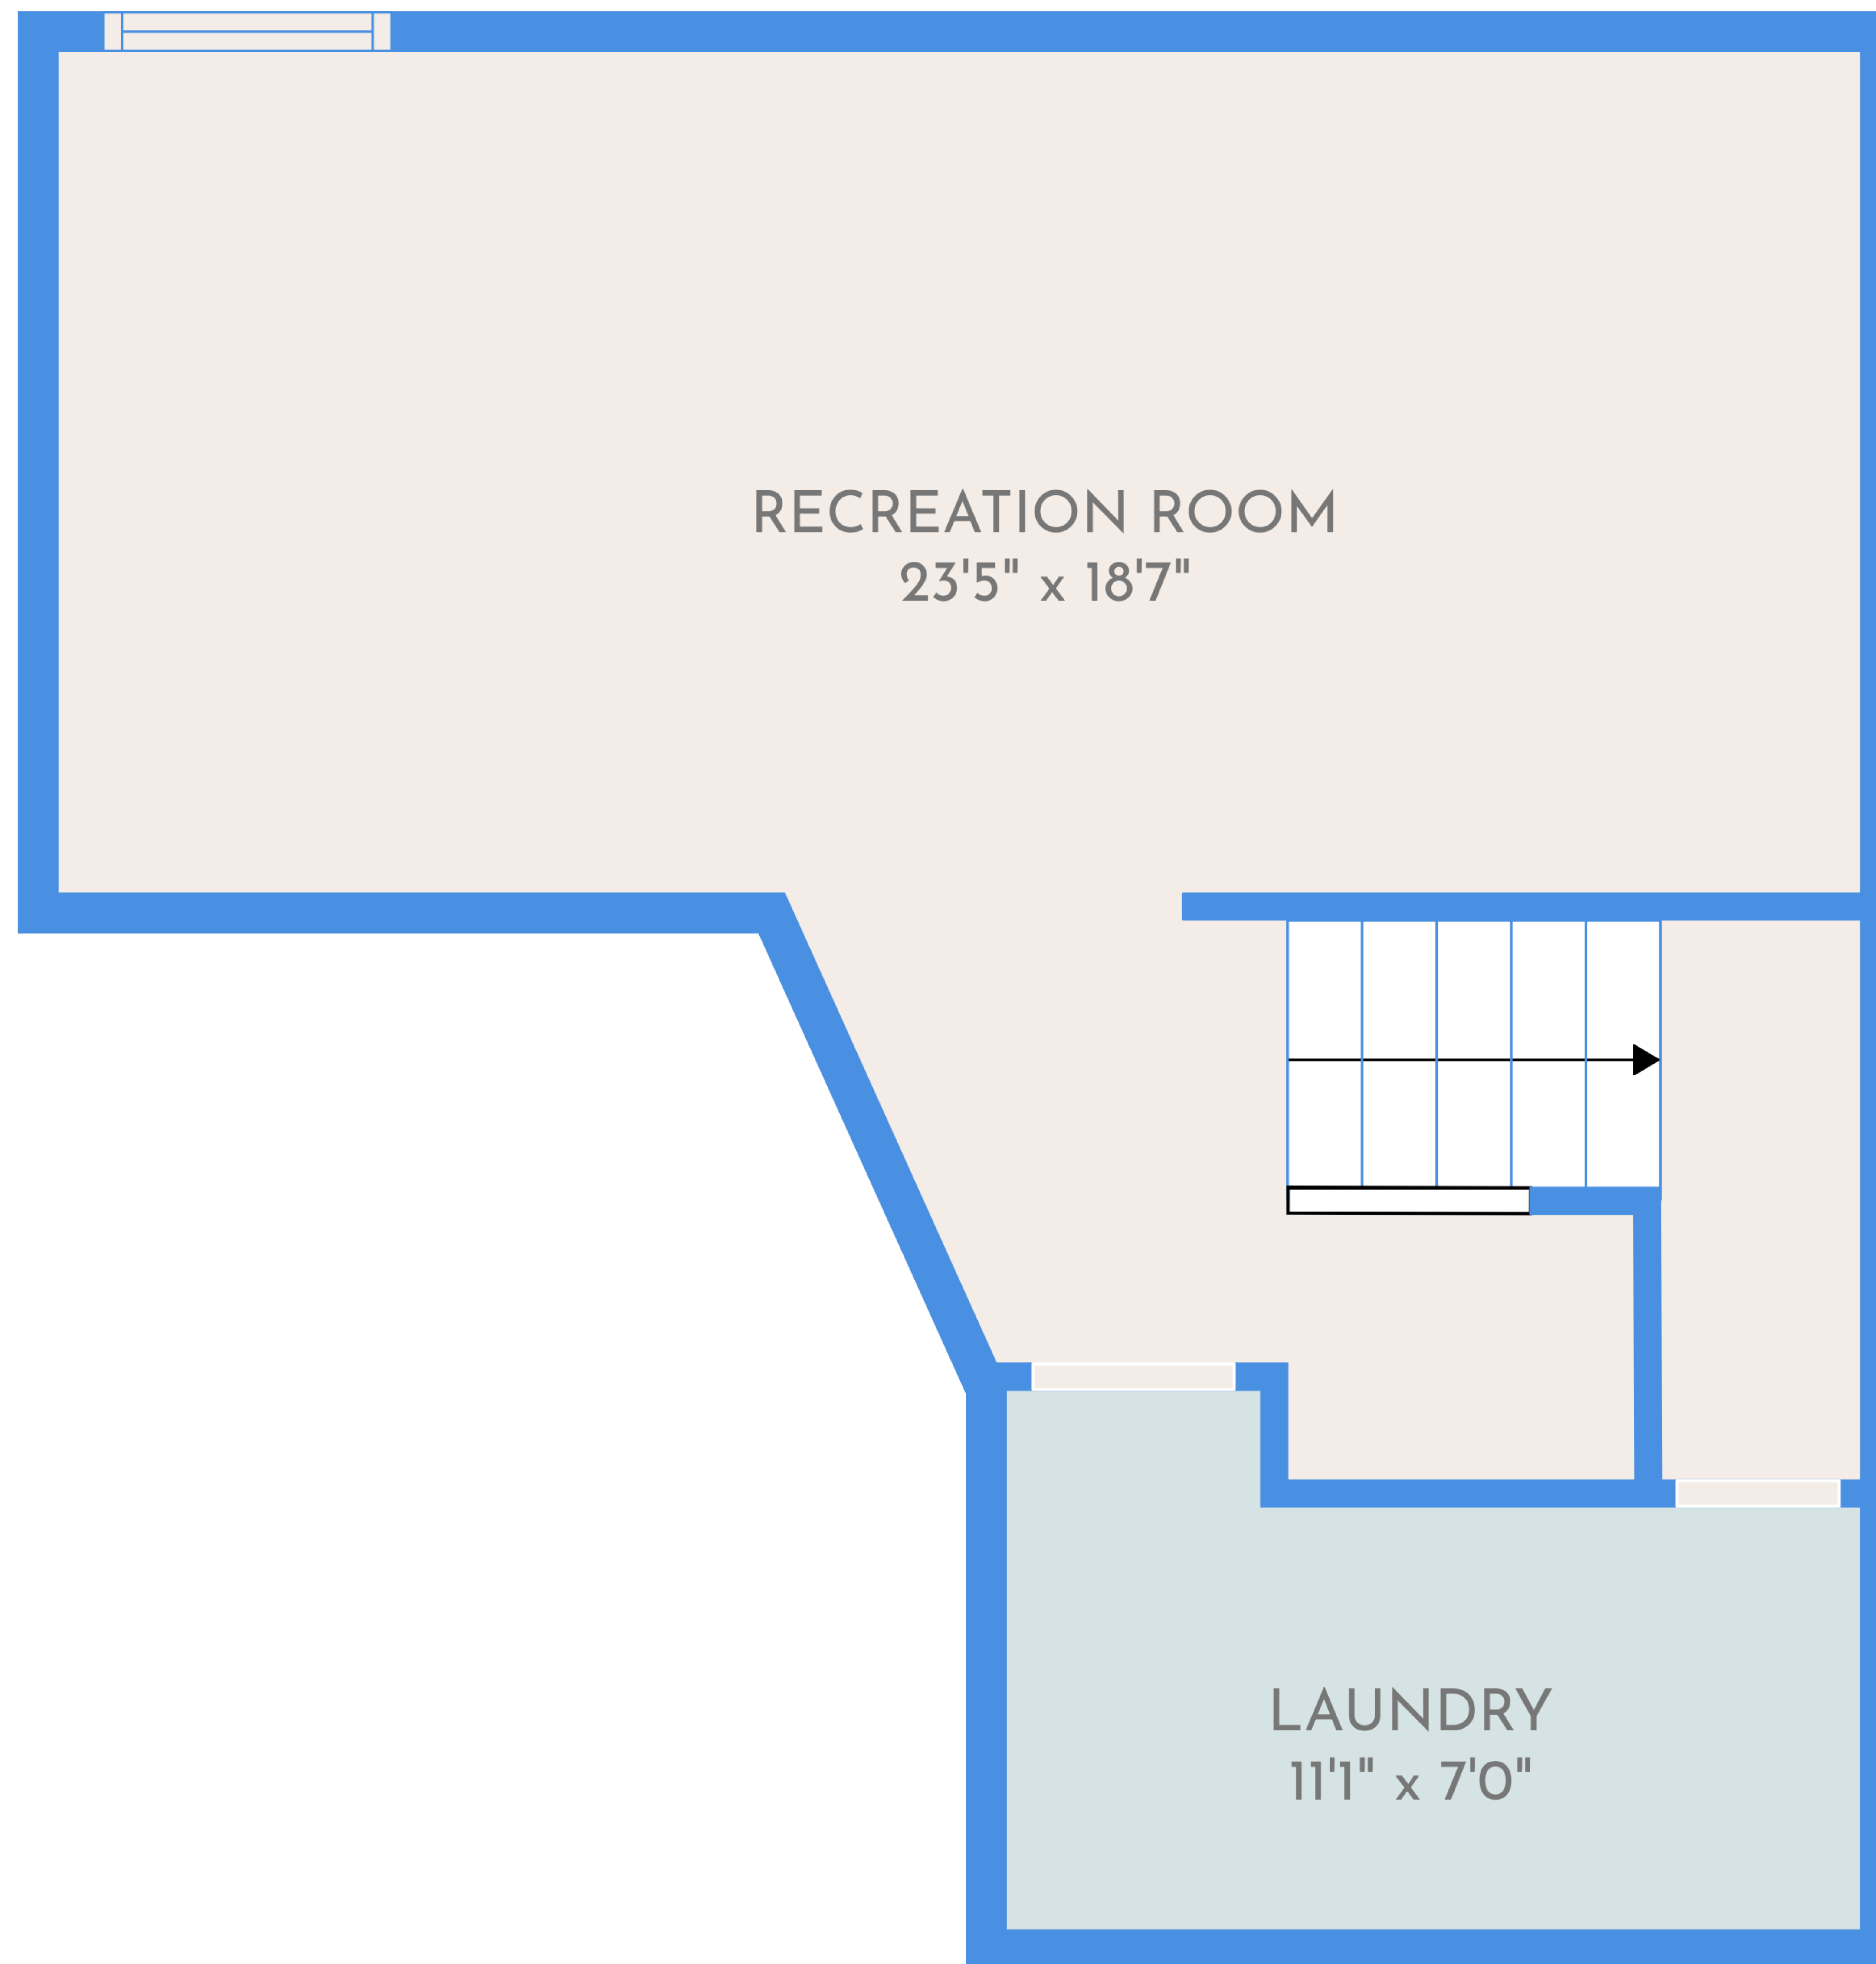 RECREATION ROOM
23'5" x 18'7"
LAUNDRY
11'1" x 7'0"